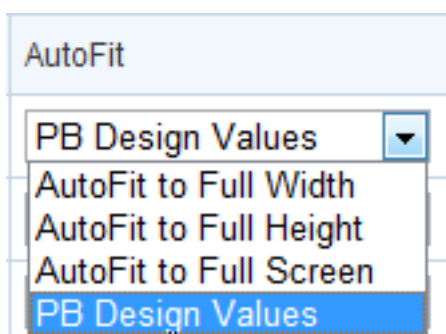 AutoFit
PB Design Values
AutoFit to Full Width
AutoFit to Full Height
AutoFit to Full Screen
PB Design Values